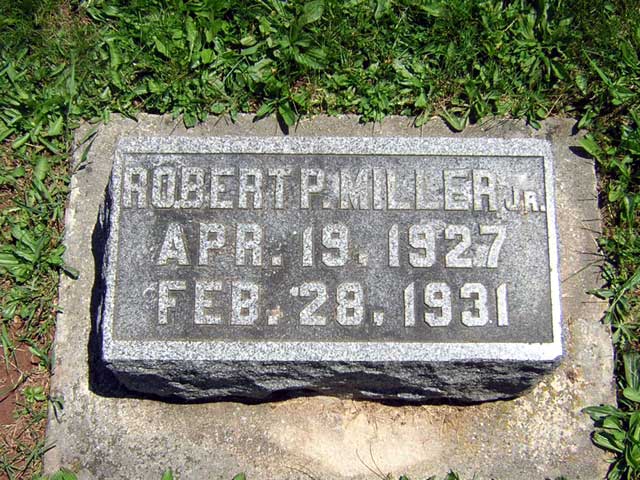 ROBERT P. MILLER JR.
APR. 19. 1927
FEB. 28. 1931